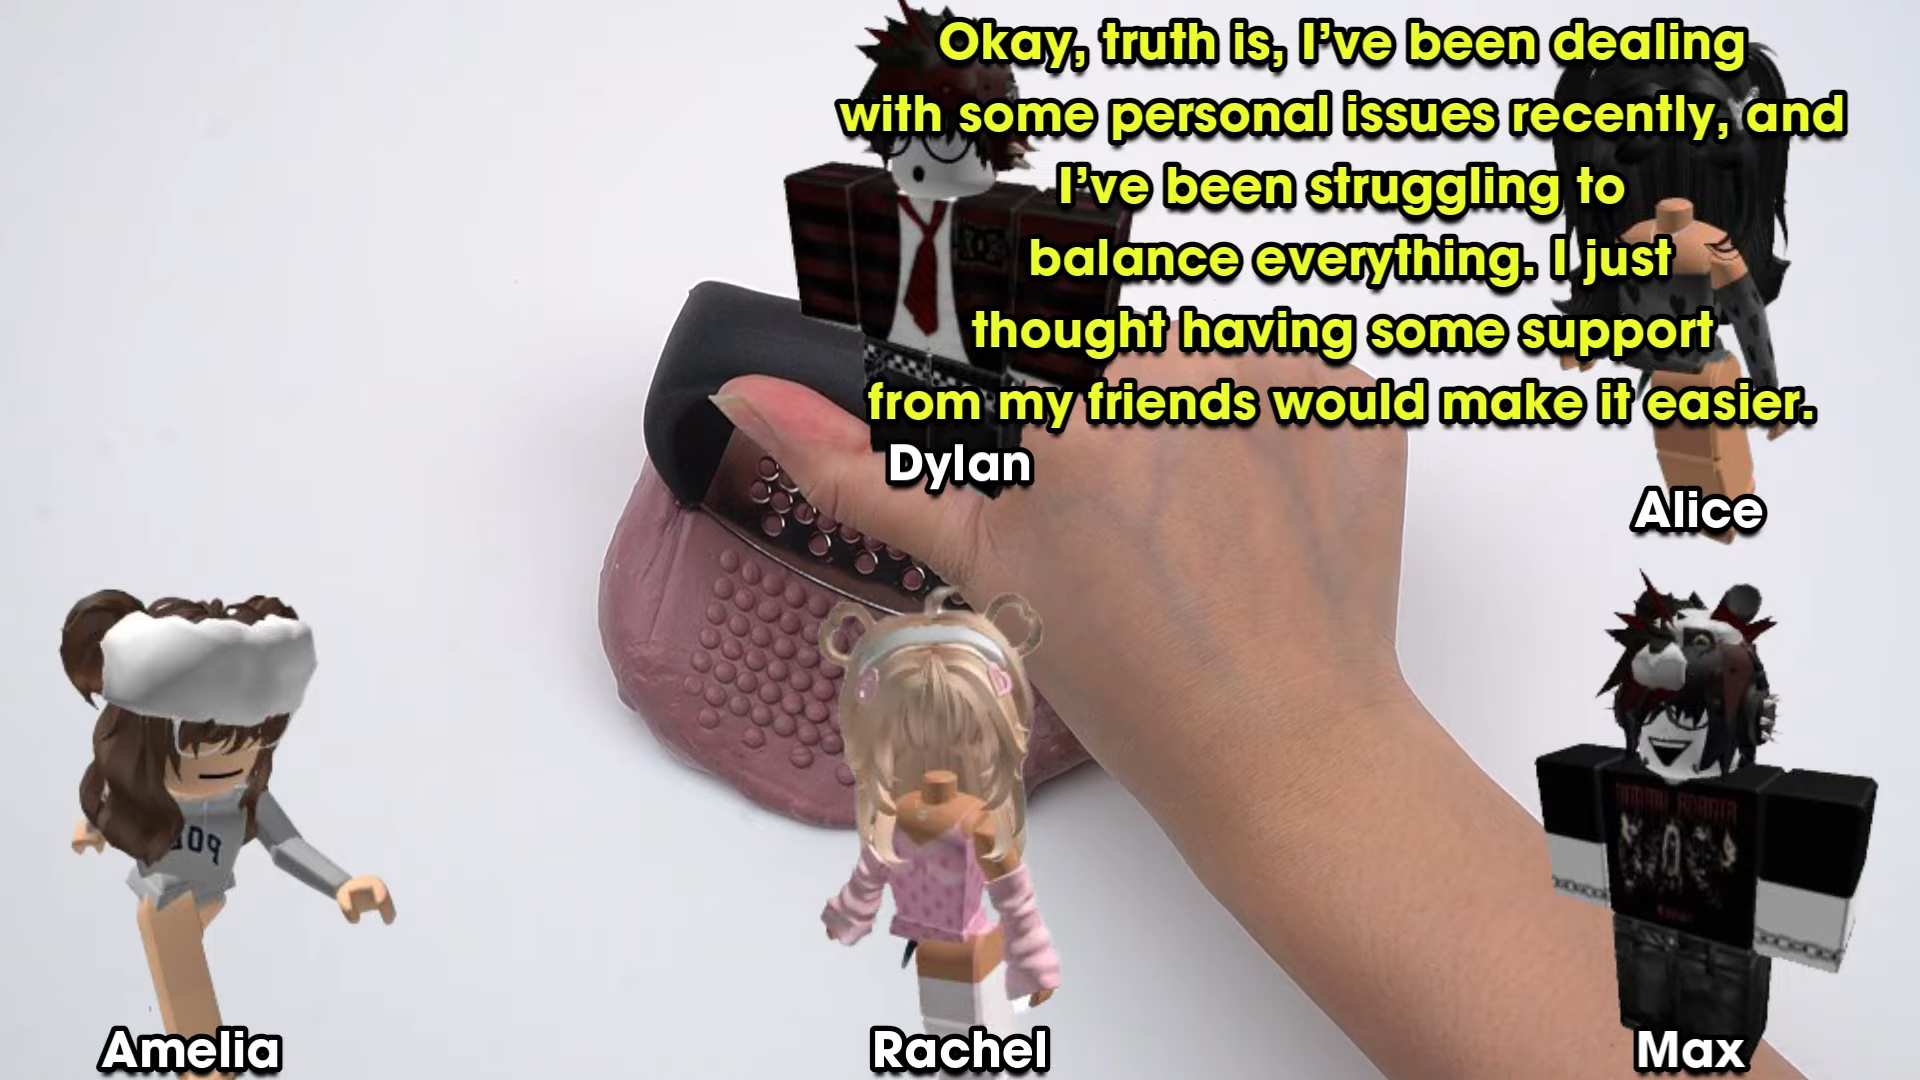 Okay, truth is, I've been dealing
with some personal issues recently, and
I've been struggling to
balance everything. I just
thought having some support
from my friends would make it easier.
Dylan
Alice
Amelia
Rachel
Max